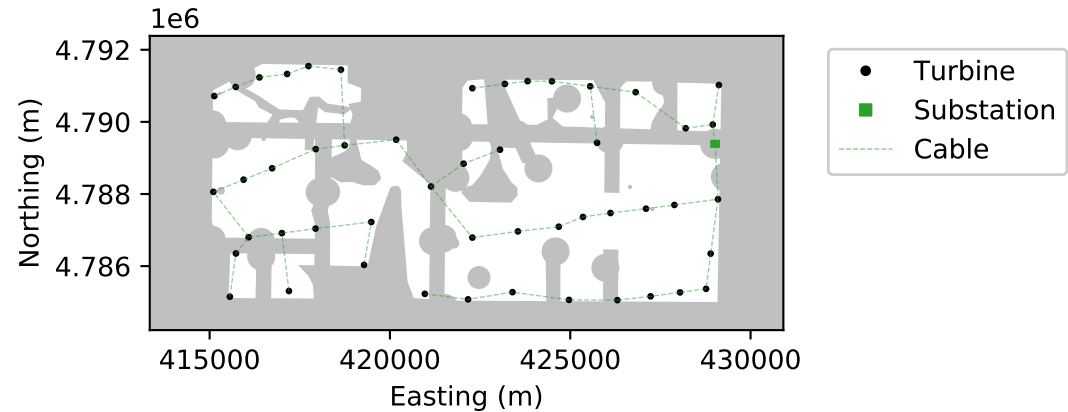 1e6
4.792
4.790
4.788
4.786
Northing (m)
415000 420000 425000 430000
Easting (m)
Turbine
Substation
Cable